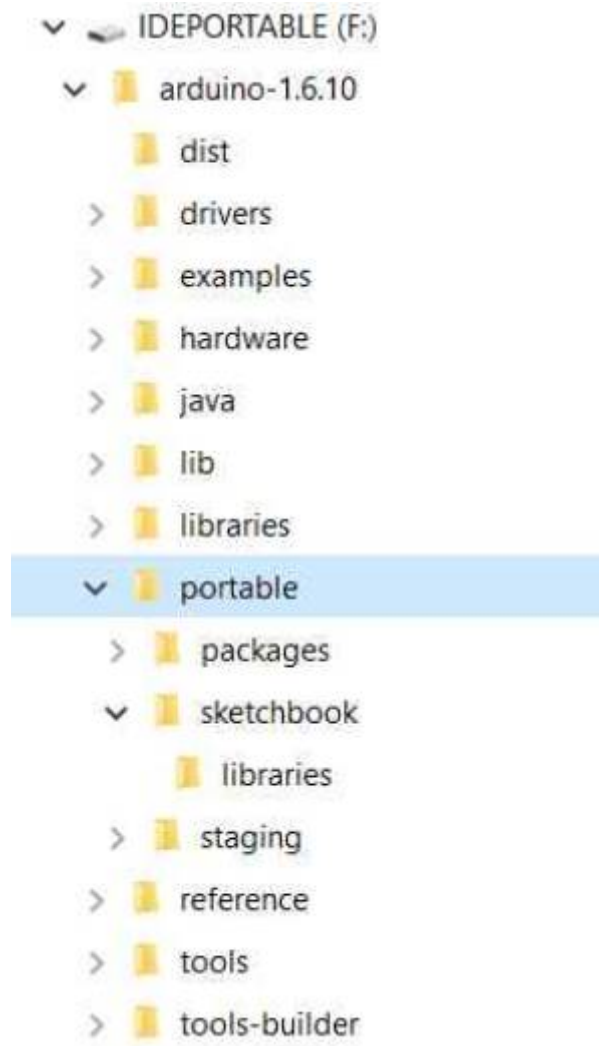 IDEPORTABLE (F:)
arduino-1.6.10
dist
drivers
examples
hardware
java
lib
libraries
portable
packages
sketchbook
libraries
staging
reference
tools
tools-builder